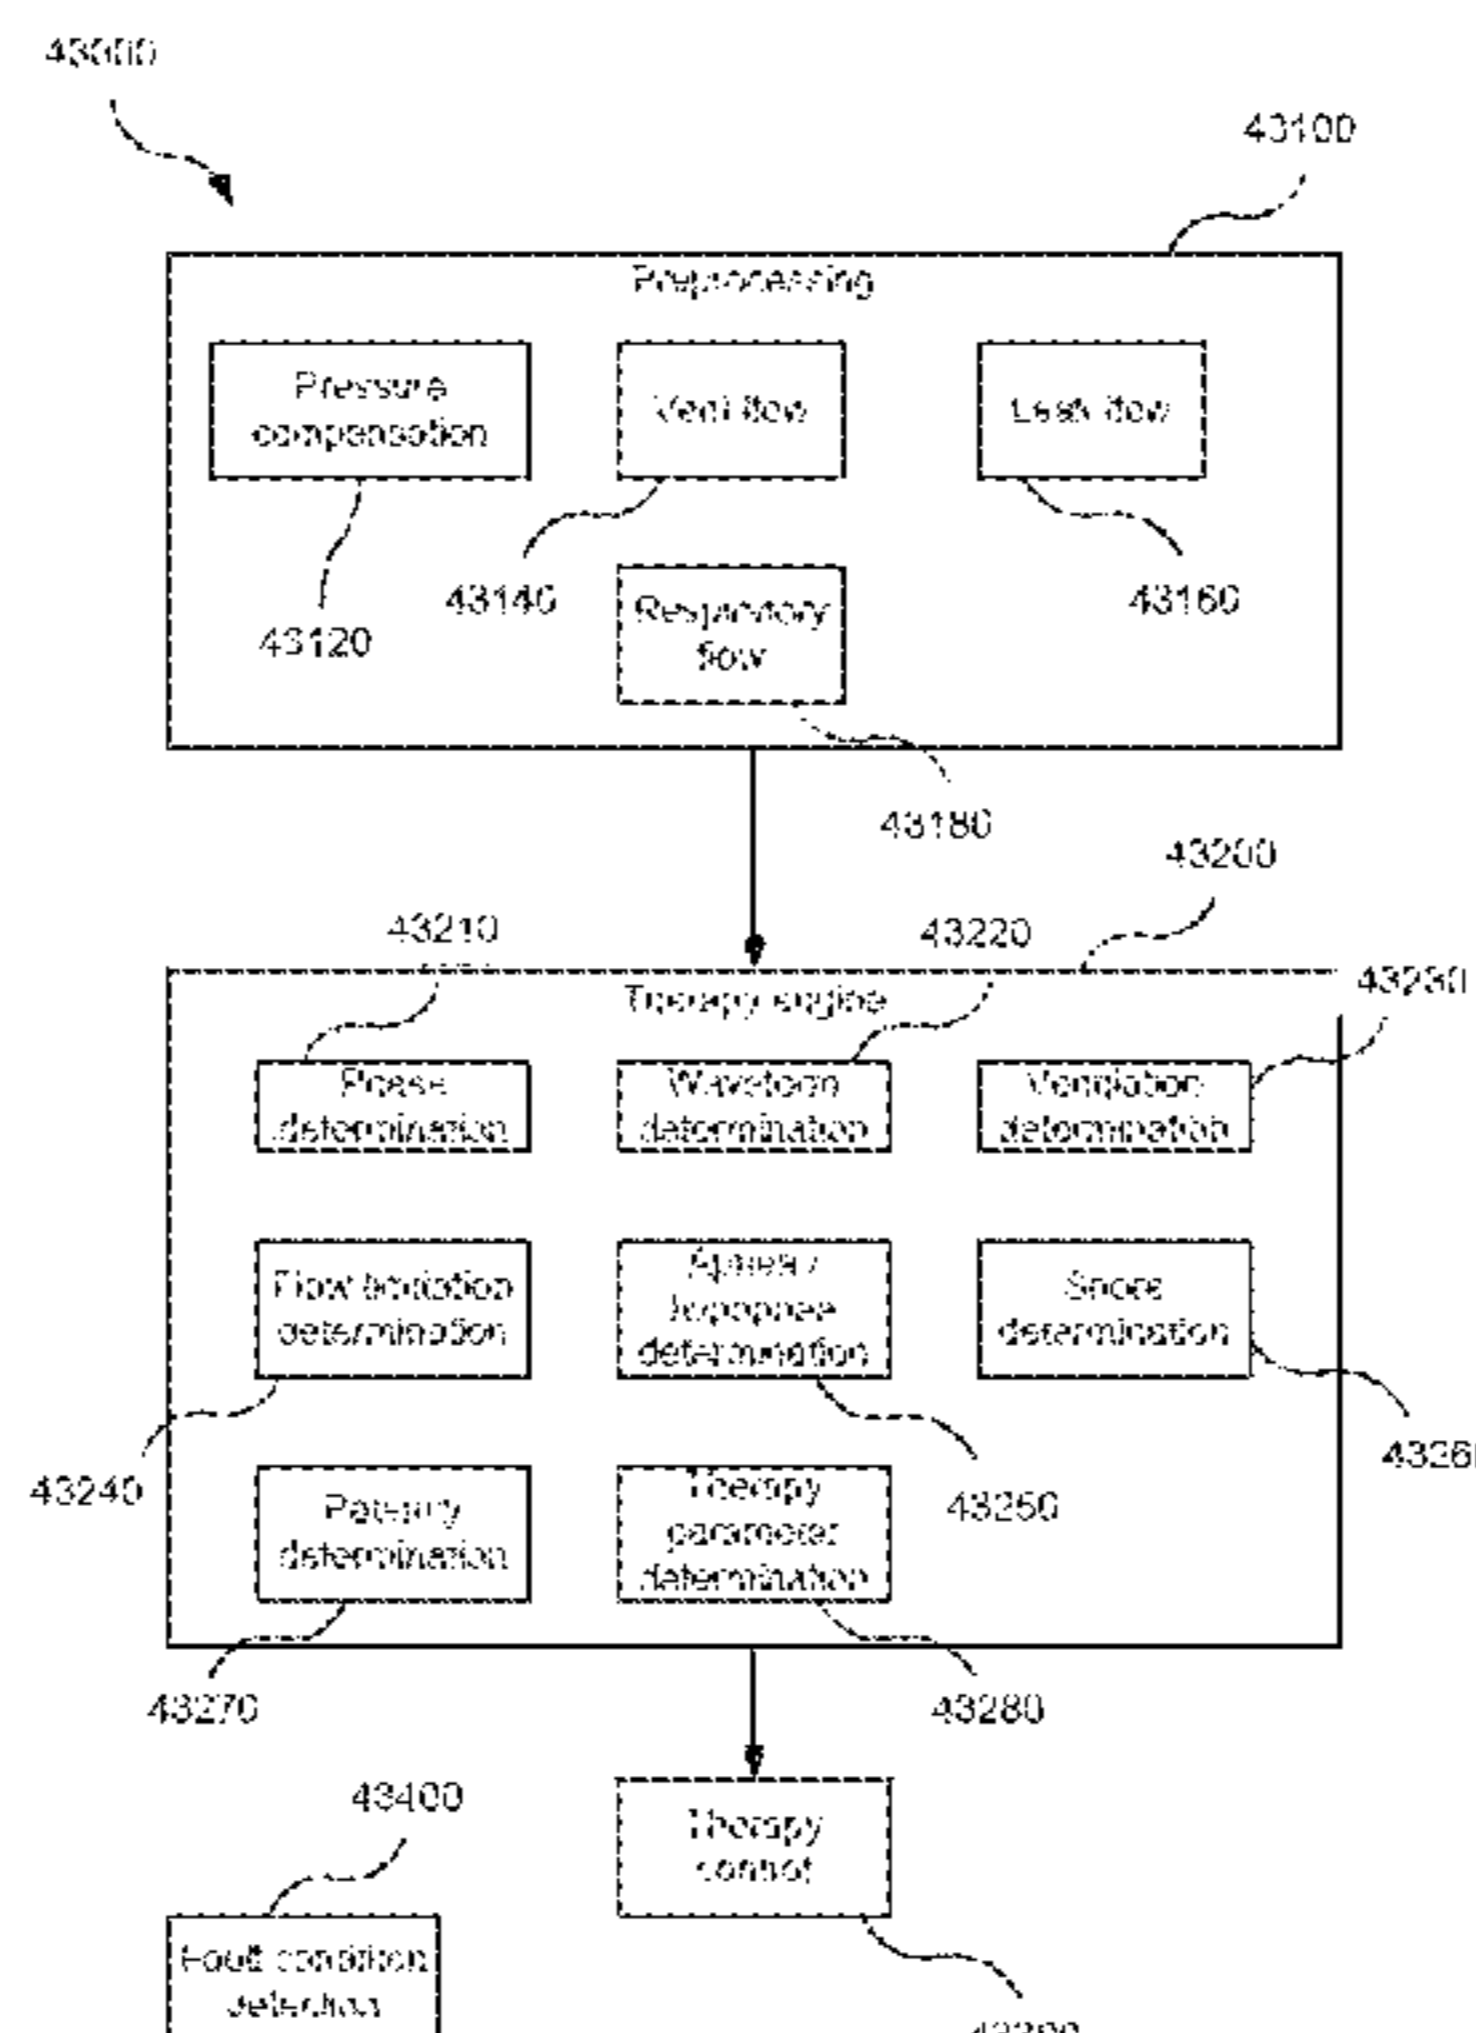 43000
43100
Preprocessing
Pressure
compensation
Vent flow
Leak flow
43140
43160
43120
Respiratory
flow
43180
43200
43210
43220
43230
Therapy engine
Phase
determination
Waveform
determination
Ventilation
determination
Flow limitation
determination
Apnea /
hypopnea
determination
Snore
determination
43240
43250
Patency
determination
Therapy
parameter
determination
43270
43280
43400
Therapy
control
Fault condition
detection